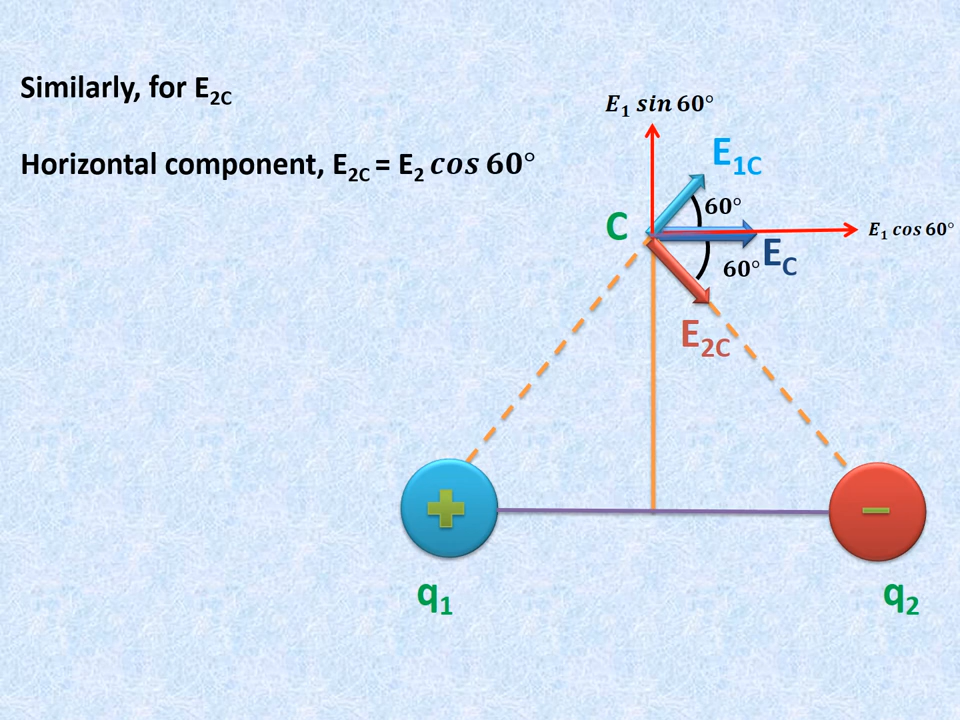 Similarly, for E₂C
E₁ sin 60°
E₁C
Horizontal component, E₂C = E₂ cos 60°
60°
C
E₁ cos 60°
EC
60°
E₂C
+
−
q₁
q₂